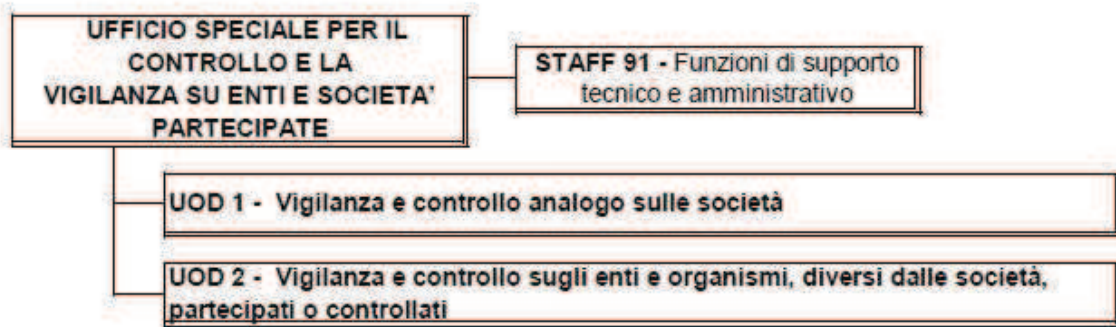 UFFICIO SPECIALE PER IL
CONTROLLO E LA
VIGILANZA SU ENTI E SOCIETA'
PARTECIPATE
STAFF 91 - Funzioni di supporto
tecnico e amministrativo
UOD 1 - Vigilanza e controllo analogo sulle società
UOD 2 - Vigilanza e controllo sugli enti e organismi, diversi dalle società,
partecipati o controllati